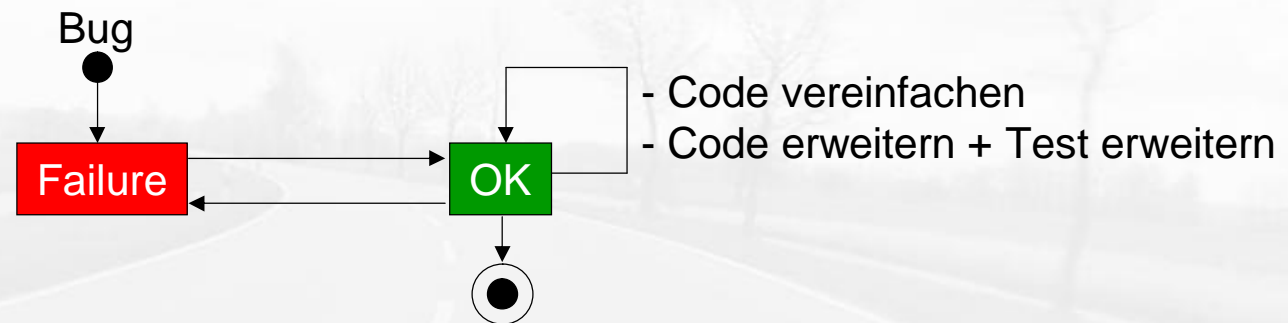 Bug
- Code vereinfachen
- Code erweitern + Test erweitern
Failure
OK